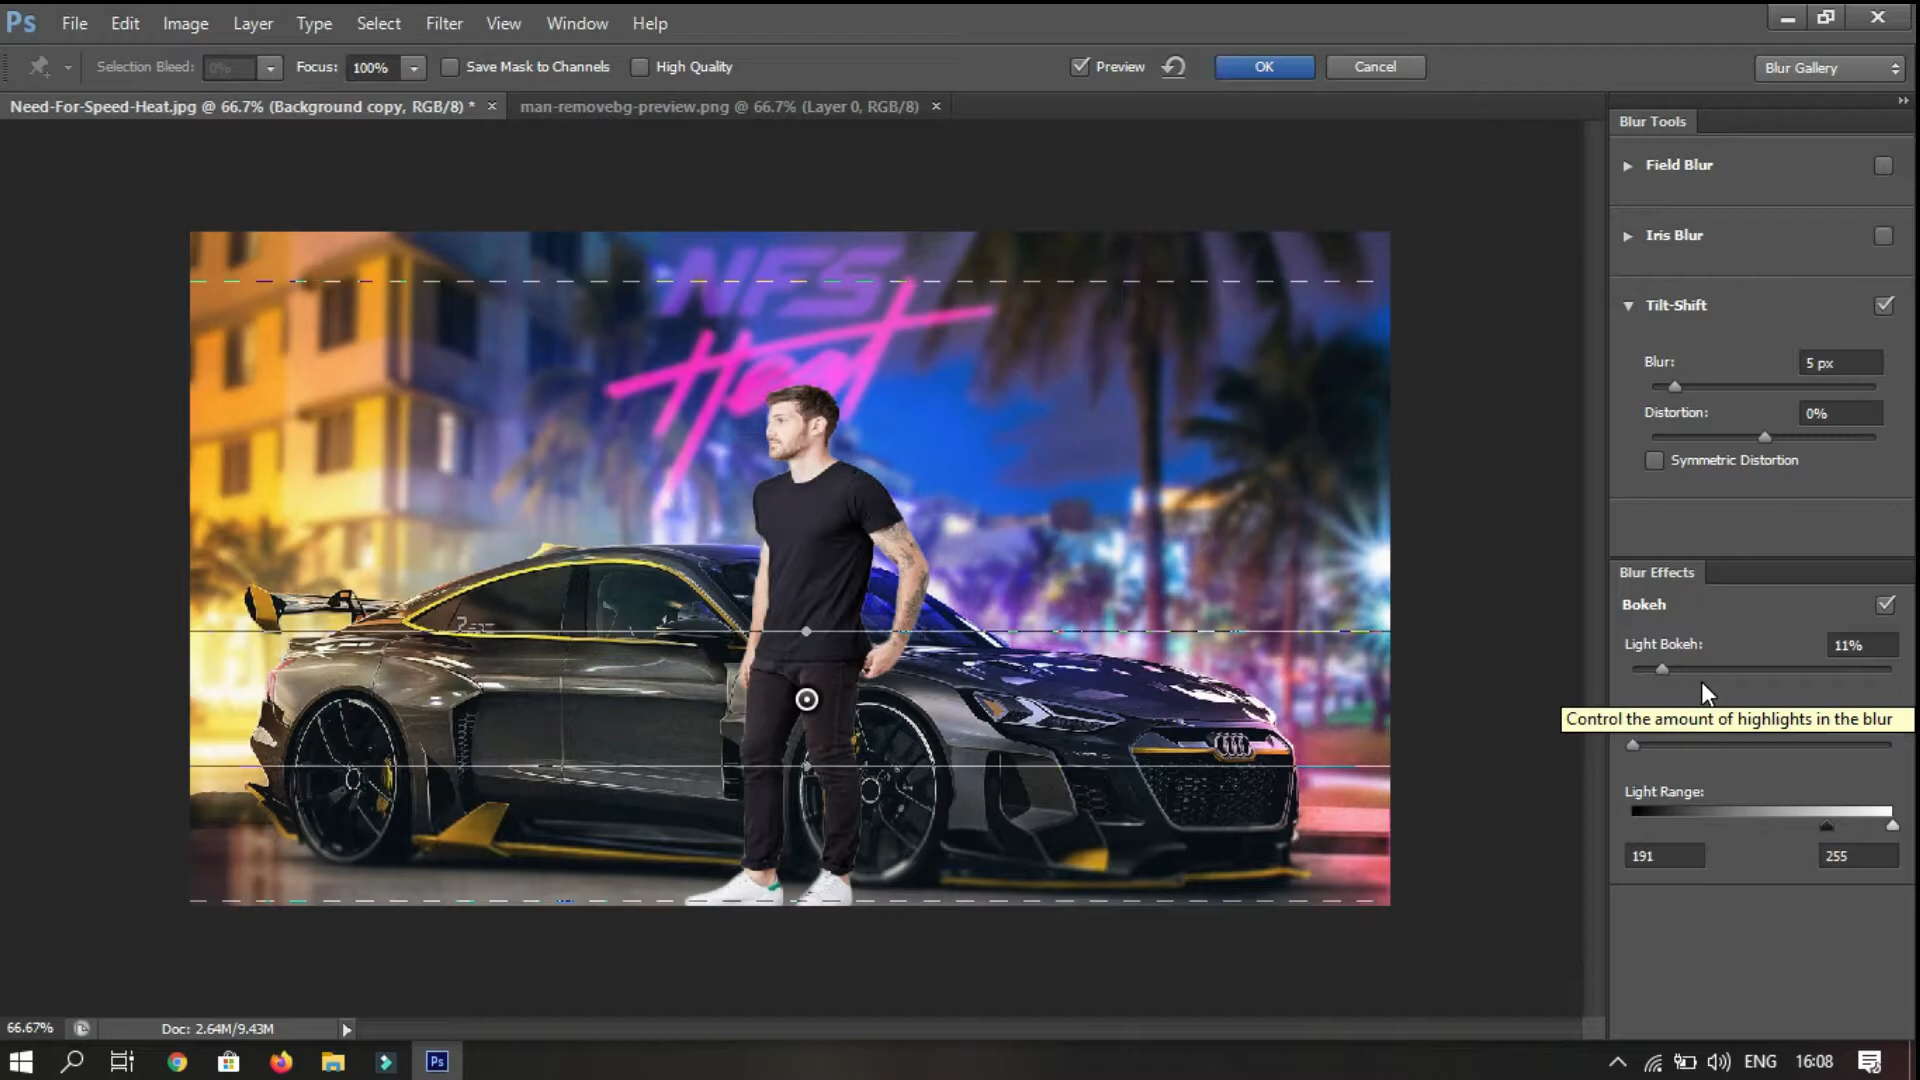 Ps File Edit Image Layer Type Select Filter View Window Help
Selection Bleed: 0% Focus: 100% Save Mask to Channels High Quality Preview OK Cancel Blur Gallery
Need-For-Speed-Heat.jpg @ 66.7% (Background copy, RGB/8) * × man-removebg-preview.png @ 66.7% (Layer 0, RGB/8) ×
Blur Tools
Field Blur
Iris Blur
Tilt-Shift
Blur: 5 px
Distortion: 0%
Symmetric Distortion
NFS
Heat
Blur Effects
Bokeh
Light Bokeh: 11%
Control the amount of highlights in the blur
Light Range:
191 255
66.67% Doc: 2.64M/9.43M
Ps ENG 16:08